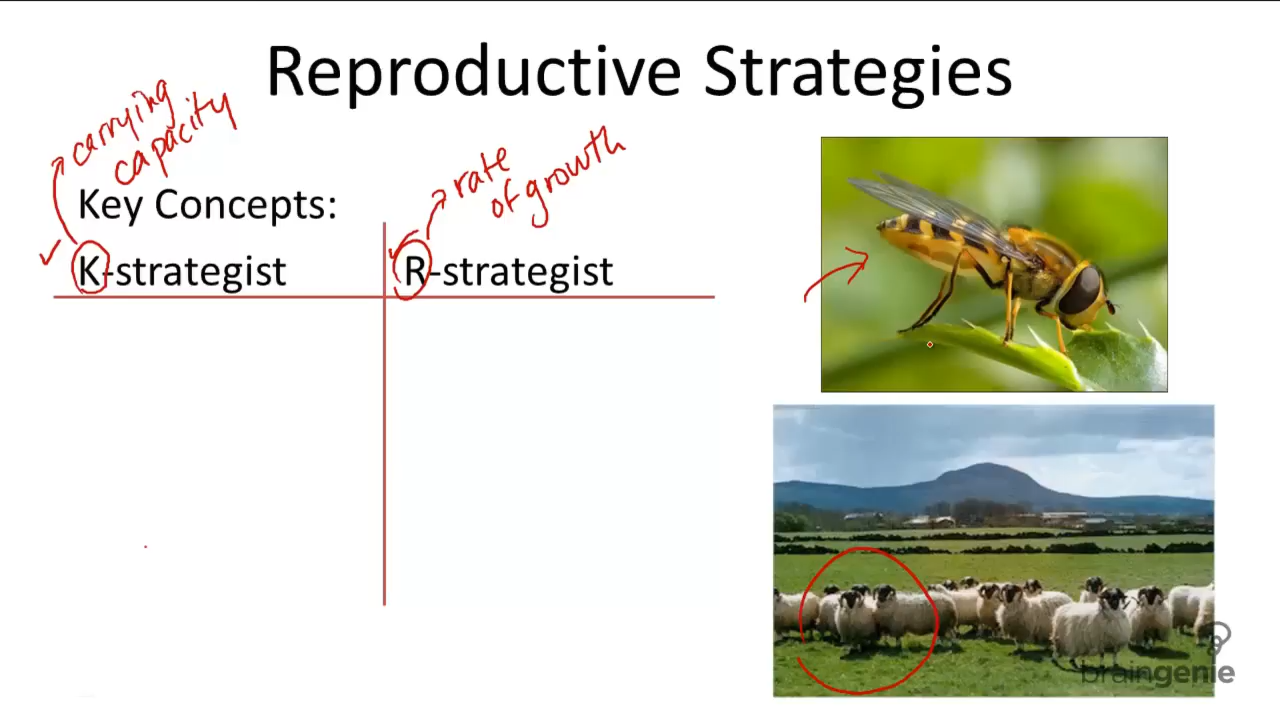 Reproductive Strategies
carrying
capacity
rate
of growth
Key Concepts:
K-strategist
R-strategist
braingenie